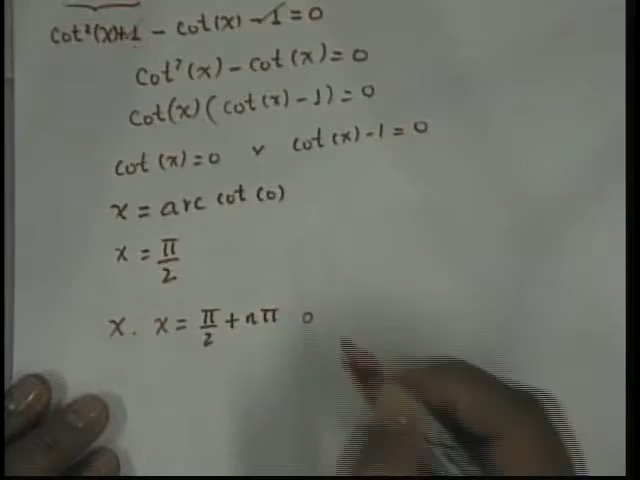 cot²(x)+1 - cot(x) - 1 = 0
cot²(x) - cot(x) = 0
cot(x)(cot(x) - 1) = 0
cot(x) = 0 v cot(x) - 1 = 0
x = arc cot(0)
x = π/2
x. x = π/2 + nπ 0